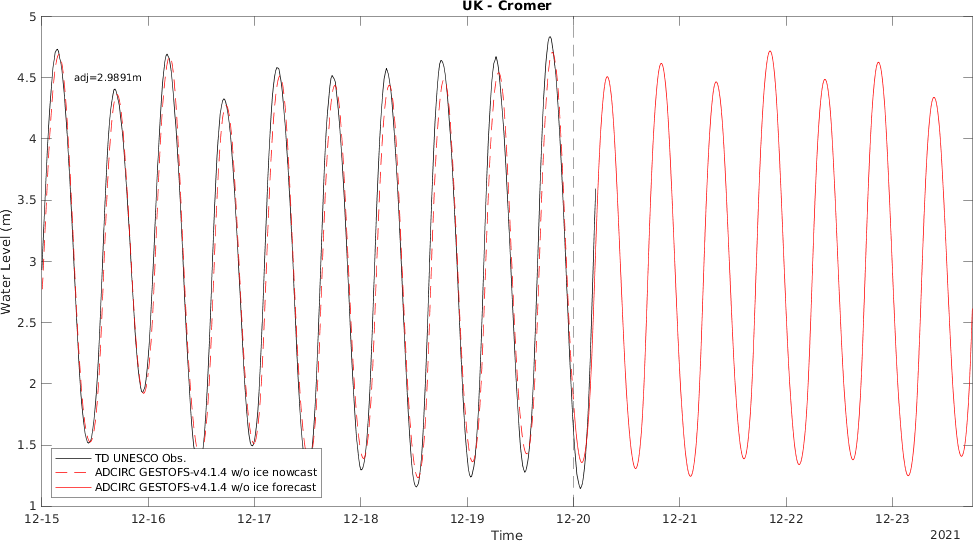 UK - Cromer
5
4.5
4
3.5
3
2.5
2
1.5
1
Water Level (m)
adj=2.9891m
TD UNESCO Obs.
ADCIRC GESTOFS-v4.1.4 w/o ice nowcast
ADCIRC GESTOFS-v4.1.4 w/o ice forecast
12-15 12-16 12-17 12-18 12-19 12-20 12-21 12-22 12-23
Time
2021